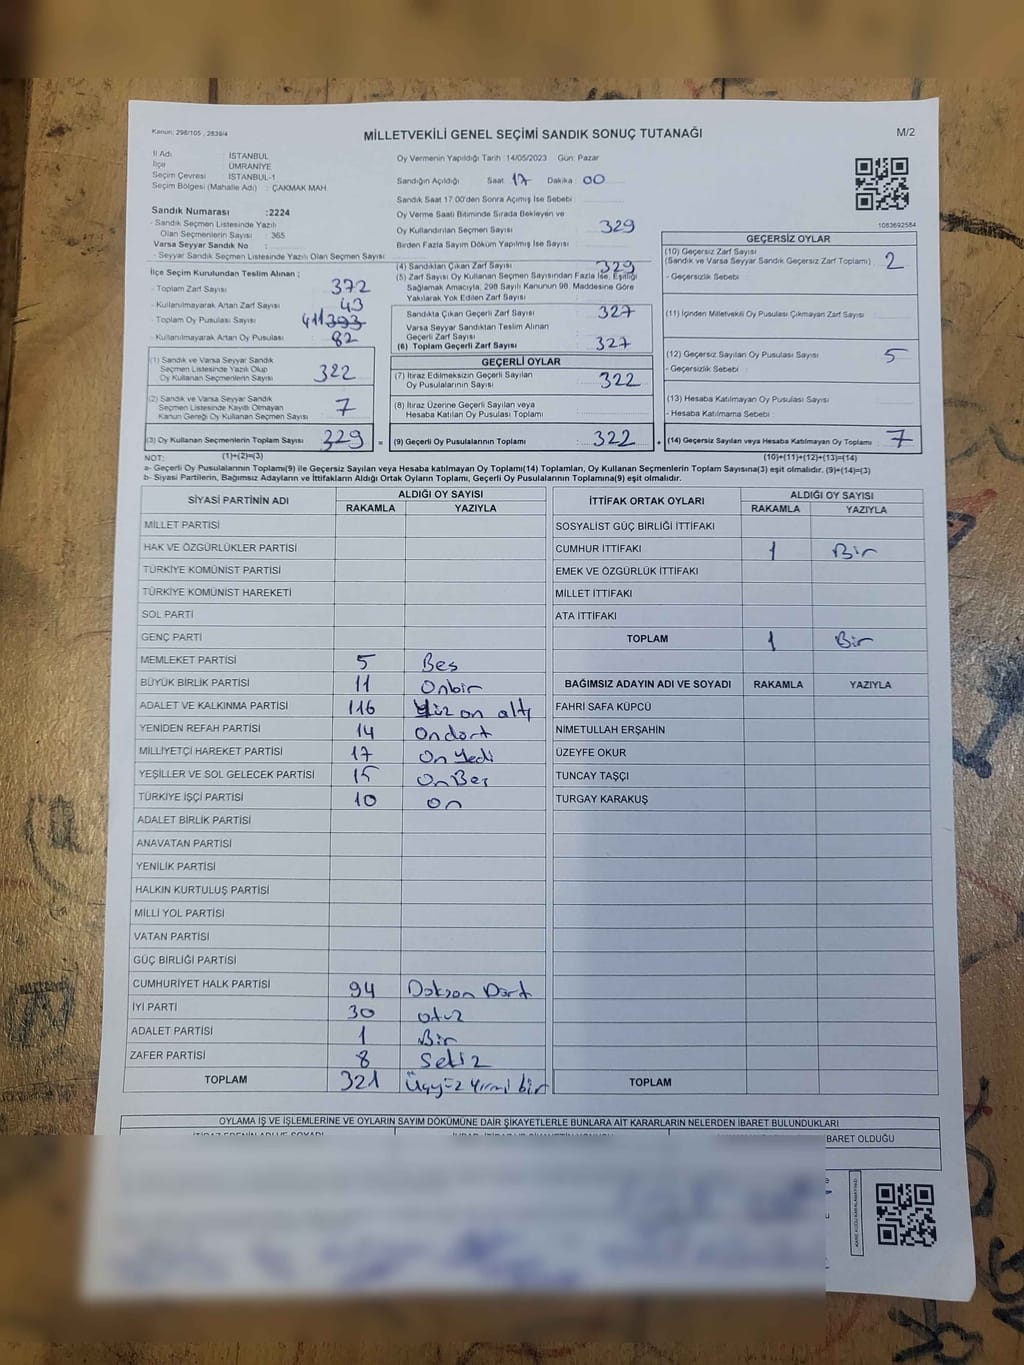 Kanun: 298/105 , 2839/4
MİLLETVEKİLİ GENEL SEÇİMİ SANDIK SONUÇ TUTANAĞI
M/2
İl Adı : İSTANBUL
İlçe : ÜMRANİYE
Seçim Çevresi : İSTANBUL-1
Seçim Bölgesi (Mahalle Adı) : ÇAKMAK MAH.
Sandık Numarası :2224
- Sandık Seçmen Listesinde Yazılı
Olan Seçmenlerin Sayısı : 365
Varsa Seyyar Sandık No :
- Seyyar Sandık Seçmen Listesinde Yazılı Olan Seçmen Sayısı :
Oy Vermenin Yapıldığı Tarih : 14/05/2023 Gün: Pazar
Sandığın Açıldığı Saat : 17 Dakika : 00
Sandık Saat 17.00'den Sonra Açılmış İse Sebebi :
Oy Verme Saati Bitiminde Sırada Bekleyen ve
Oy Kullandırılan Seçmen Sayısı : 329
Birden Fazla Sayım Döküm Yapılmış İse Sayısı :
1083692584
İlçe Seçim Kurulundan Teslim Alınan ;
- Toplam Zarf Sayısı : 372
- Kullanılmayarak Artan Zarf Sayısı : 43
- Toplam Oy Pusulası Sayısı : 411 393
- Kullanılmayarak Artan Oy Pusulası : 82
(1) Sandık ve Varsa Seyyar Sandık
Seçmen Listesinde Yazılı Olup
Oy Kullanan Seçmenlerin Sayısı : 322
(2) Sandık ve Varsa Seyyar Sandık
Seçmen Listesinde Kayıtlı Olmayan
Kanun Gereği Oy Kullanan Seçmen Sayısı : 7
(3) Oy Kullanan Seçmenlerin Toplam Sayısı : 329 =
(4) Sandıktan Çıkan Zarf Sayısı : 329
(5) Zarf Sayısı Oy Kullanan Seçmen Sayısından Fazla İse, Eşitliği
Sağlamak Amacıyla, 298 Sayılı Kanunun 98. Maddesine Göre
Yakılarak Yok Edilen Zarf Sayısı :
Sandıkta Çıkan Geçerli Zarf Sayısı : 327
Varsa Seyyar Sandıktan Teslim Alınan
Geçerli Zarf Sayısı :
(6) Toplam Geçerli Zarf Sayısı : 327
GEÇERLİ OYLAR
(7) İtiraz Edilmeksizin Geçerli Sayılan
Oy Pusulalarının Sayısı : 322
(8) İtiraz Üzerine Geçerli Sayılan veya
Hesaba Katılan Oy Pusulası Toplamı :
(9) Geçerli Oy Pusulalarının Toplamı : 322 +
GEÇERSİZ OYLAR
(10) Geçersiz Zarf Sayısı
(Sandık ve Varsa Seyyar Sandık Geçersiz Zarf Toplamı) : 2
- Geçersizlik Sebebi :
(11) İçinden Milletvekili Oy Pusulası Çıkmayan Zarf Sayısı :
(12) Geçersiz Sayılan Oy Pusulası Sayısı : 5
- Geçersizlik Sebebi :
(13) Hesaba Katılmayan Oy Pusulası Sayısı :
- Hesaba Katılmama Sebebi :
(14) Geçersiz Sayılan veya Hesaba Katılmayan Oy Toplamı : 7
NOT: (1)+(2)=(3) (10)+(11)+(12)+(13)=(14)
a- Geçerli Oy Pusulalarının Toplamı(9) ile Geçersiz Sayılan veya Hesaba katılmayan Oy Toplamı(14) Toplamları, Oy Kullanan Seçmenlerin Toplam Sayısına(3) eşit olmalıdır. (9)+(14)=(3)
b- Siyasi Partilerin, Bağımsız Adayların ve İttifakların Aldığı Ortak Oyların Toplamı, Geçerli Oy Pusulalarının Toplamına(9) eşit olmalıdır.
SİYASİ PARTİNİN ADI
ALDIĞI OY SAYISI
RAKAMLA YAZIYLA
MİLLET PARTİSİ
HAK VE ÖZGÜRLÜKLER PARTİSİ
TÜRKİYE KOMÜNİST PARTİSİ
TÜRKİYE KOMÜNİST HAREKETİ
SOL PARTİ
GENÇ PARTİ
MEMLEKET PARTİSİ 5 Beş
BÜYÜK BİRLİK PARTİSİ 11 Onbir
ADALET VE KALKINMA PARTİSİ 116 Yüz on altı
YENİDEN REFAH PARTİSİ 14 Ondört
MİLLİYETÇİ HAREKET PARTİSİ 17 On Yedi
YEŞİLLER VE SOL GELECEK PARTİSİ 15 OnBeş
TÜRKİYE İŞÇİ PARTİSİ 10 On
ADALET BİRLİK PARTİSİ
ANAVATAN PARTİSİ
YENİLİK PARTİSİ
HALKIN KURTULUŞ PARTİSİ
MİLLİ YOL PARTİSİ
VATAN PARTİSİ
GÜÇ BİRLİĞİ PARTİSİ
CUMHURİYET HALK PARTİSİ 94 Doksan Dört
İYİ PARTİ 30 otuz
ADALET PARTİSİ 1 Bir
ZAFER PARTİSİ 8 Sekiz
TOPLAM 321 Üçyüz Yirmi bir
İTTİFAK ORTAK OYLARI
ALDIĞI OY SAYISI
RAKAMLA YAZIYLA
SOSYALİST GÜÇ BİRLİĞİ İTTİFAKI
CUMHUR İTTİFAKI 1 Bir
EMEK VE ÖZGÜRLÜK İTTİFAKI
MİLLET İTTİFAKI
ATA İTTİFAKI
TOPLAM 1 Bir
BAĞIMSIZ ADAYIN ADI VE SOYADI RAKAMLA YAZIYLA
FAHRİ SAFA KÜPCÜ
NİMETULLAH ERŞAHİN
ÜZEYFE OKUR
TUNCAY TAŞÇI
TURGAY KARAKUŞ
TOPLAM
OYLAMA İŞ VE İŞLEMLERİNE VE OYLARIN SAYIM DÖKÜMÜNE DAİR ŞİKAYETLERLE BUNLARA AİT KARARLARIN NELERDEN İBARET BULUNDUKLARI
BARET OLDUĞU